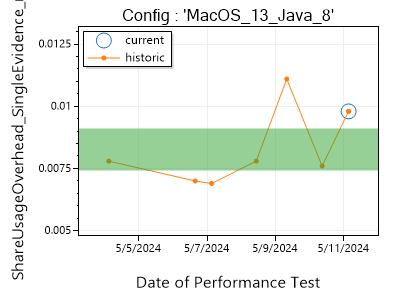 Config : 'MacOS_13_Java_8'
current
historic
0.0125
0.01
0.0075
0.005
5/5/2024
5/7/2024
5/9/2024
5/11/2024
Date of Performance Test
ShareUsageOverhead_SingleEvidence_